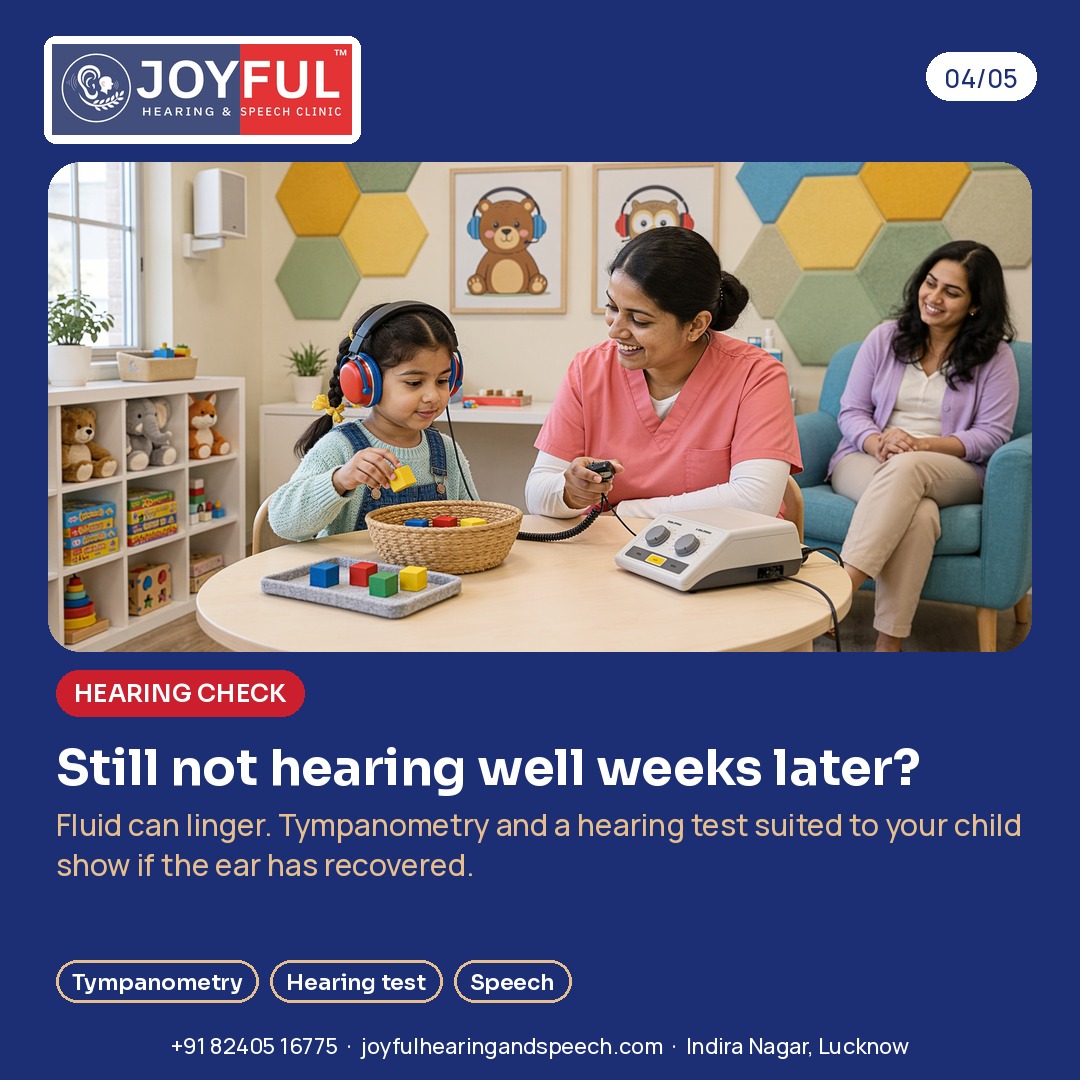 JOYFUL™
HEARING & SPEECH CLINIC
04/05
HEARING CHECK
Still not hearing well weeks later?
Fluid can linger. Tympanometry and a hearing test suited to your child
show if the ear has recovered.
Tympanometry
Hearing test
Speech
+91 82405 16775 · joyfulhearingandspeech.com · Indira Nagar, Lucknow